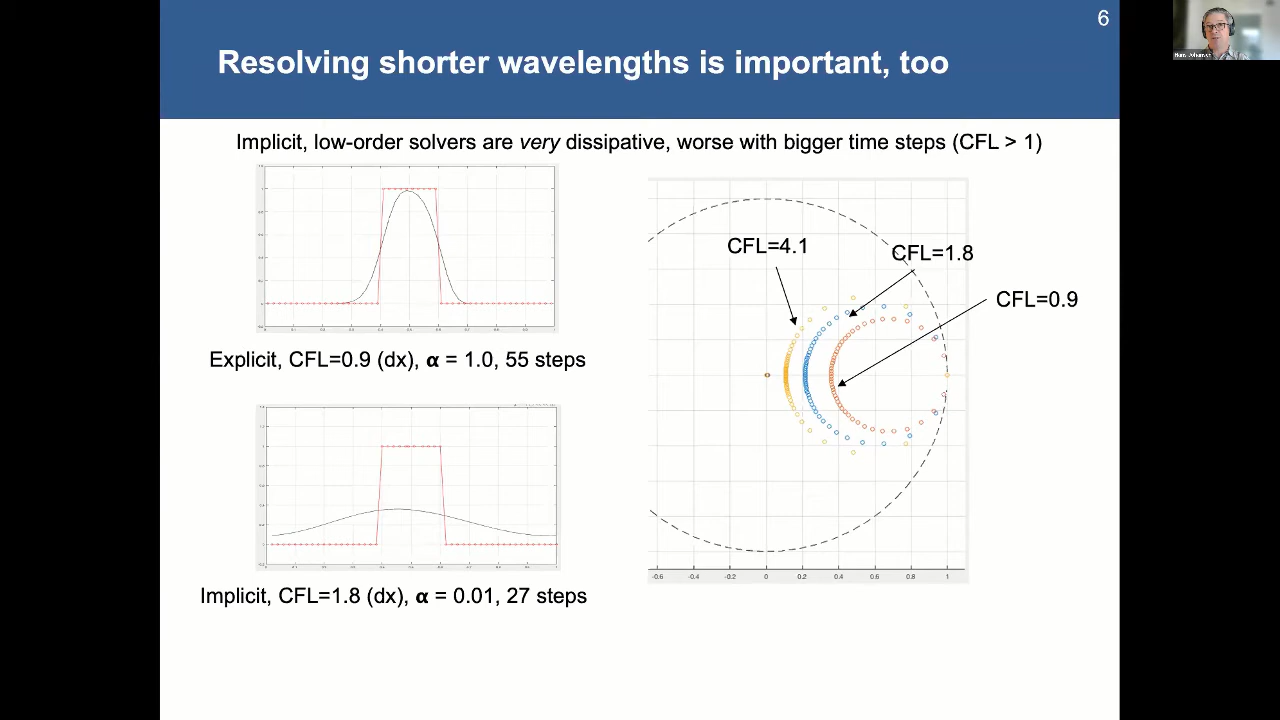 6
Resolving shorter wavelengths is important, too
Implicit, low-order solvers are very dissipative, worse with bigger time steps (CFL > 1)
CFL=4.1
CFL=1.8
CFL=0.9
Explicit, CFL=0.9 (dx), α = 1.0, 55 steps
Implicit, CFL=1.8 (dx), α = 0.01, 27 steps
-0.6 -0.4 -0.2 0 0.2 0.4 0.6 0.8 1